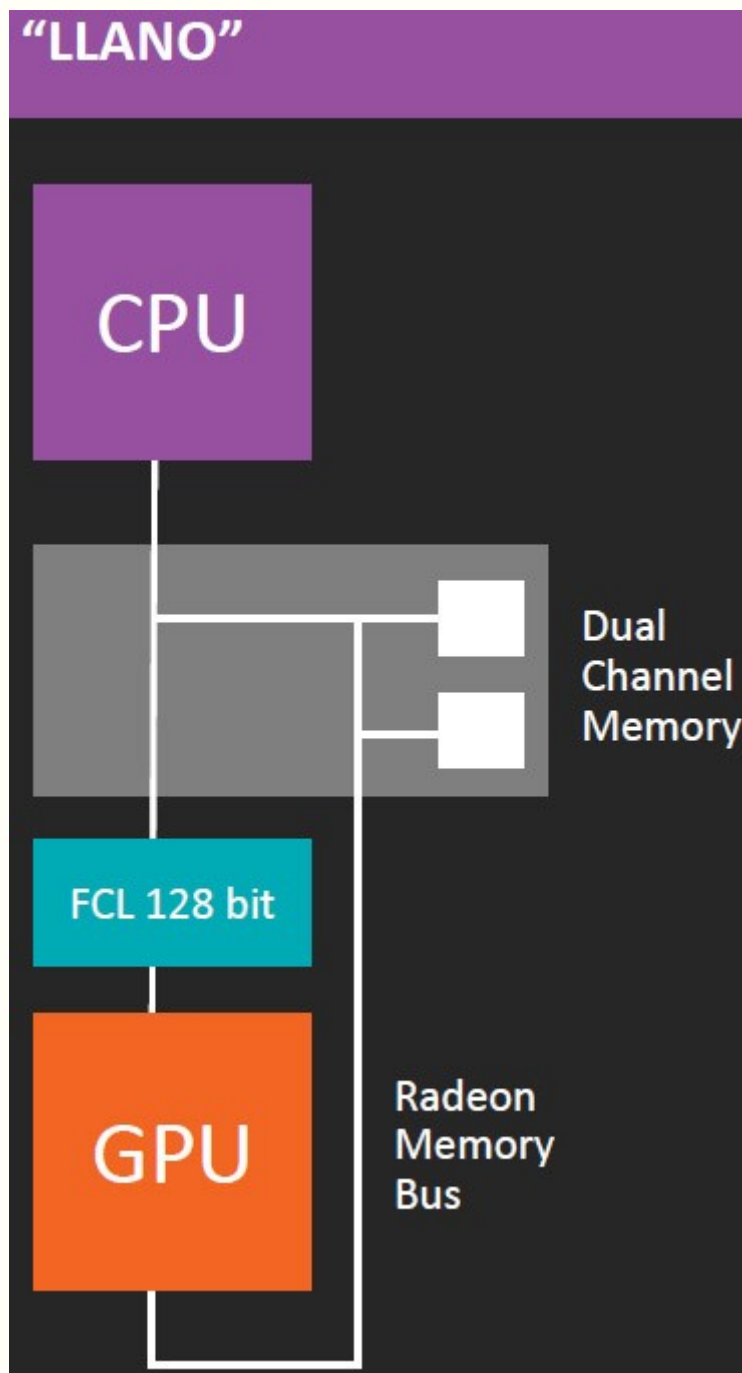 “LLANO”
CPU
Dual
Channel
Memory
FCL 128 bit
GPU
Radeon
Memory
Bus